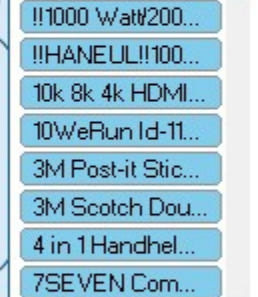 !!1000 Watt/200...
!!HANEUL!!100...
10k 8k 4k HDMI...
10WeRun Id-11...
3M Post-it Stic...
3M Scotch Dou...
4 in 1 Handhel...
7SEVEN Com...